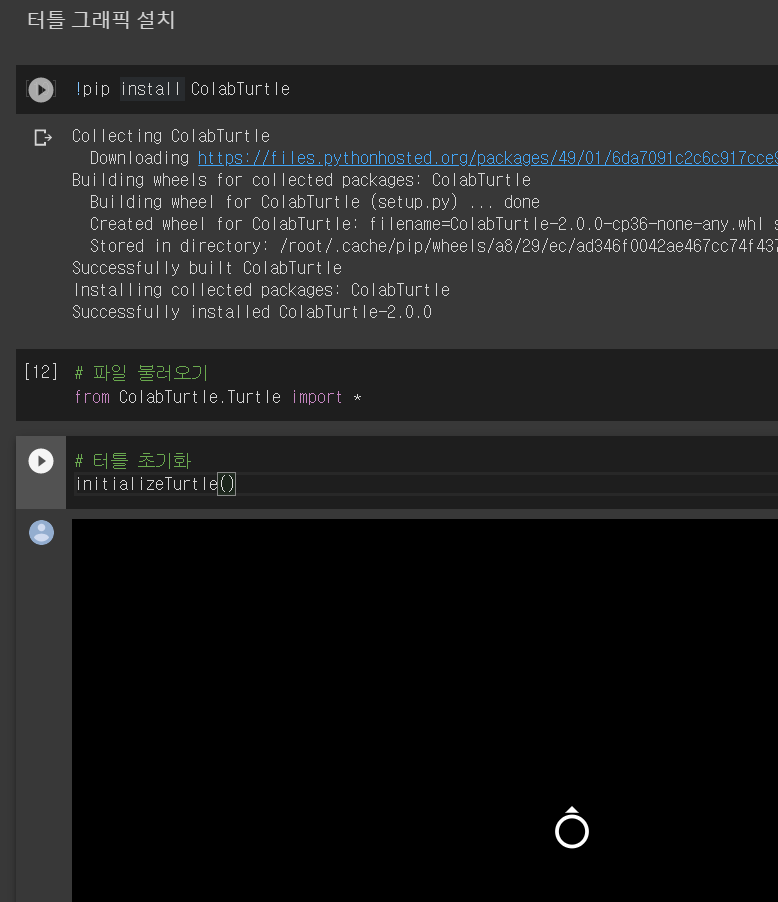 터틀 그래픽 설치
!pip install ColabTurtle
Collecting ColabTurtle
Downloading https://files.pythonhosted.org/packages/49/01/6da7091c2c6c917cce9
Building wheels for collected packages: ColabTurtle
Building wheel for ColabTurtle (setup.py) ... done
Created wheel for ColabTurtle: filename=ColabTurtle-2.0.0-cp36-none-any.whl s
Stored in directory: /root/.cache/pip/wheels/a8/29/ec/ad346f0042ae467cc74f437
Successfully built ColabTurtle
Installing collected packages: ColabTurtle
Successfully installed ColabTurtle-2.0.0
[12] # 파일 불러오기
from ColabTurtle.Turtle import *
# 터틀 초기화
initializeTurtle()